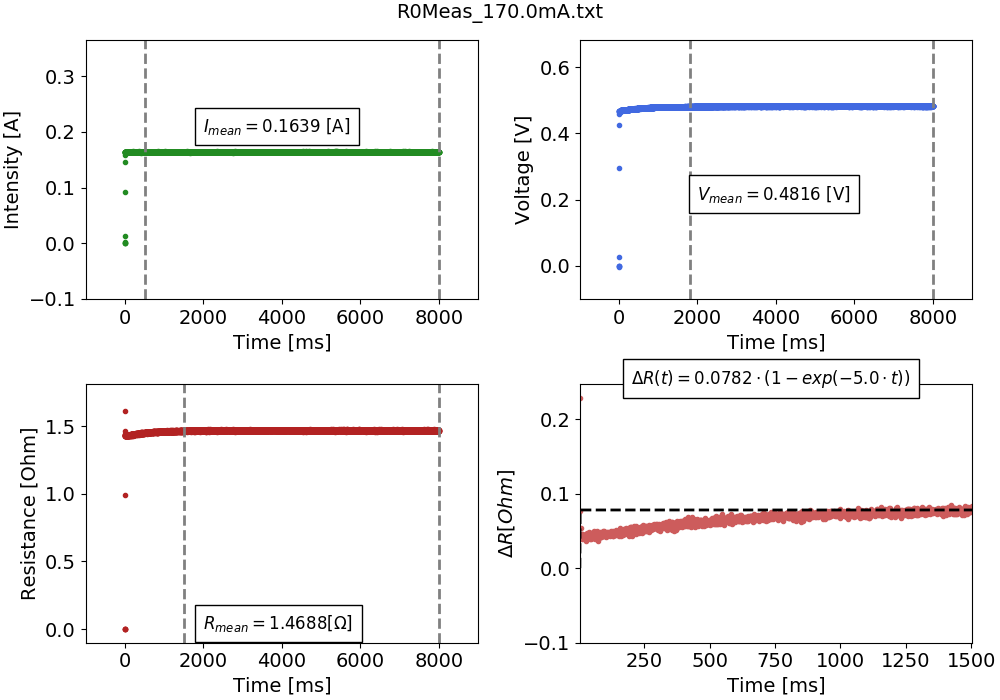 R0Meas_170.0mA.txt
Intensity [A]
0.3
0.2
0.1
0.0
−0.1
I_mean = 0.1639 [A]
0 2000 4000 6000 8000
Time [ms]
Voltage [V]
0.6
0.4
0.2
0.0
V_mean = 0.4816 [V]
0 2000 4000 6000 8000
Time [ms]
Resistance [Ohm]
1.5
1.0
0.5
0.0
R_mean = 1.4688[Ω]
0 2000 4000 6000 8000
Time [ms]
ΔR(t) = 0.0782 · (1 − exp(−5.0 · t))
ΔR[Ohm]
0.2
0.1
0.0
−0.1
250 500 750 1000 1250 1500
Time [ms]